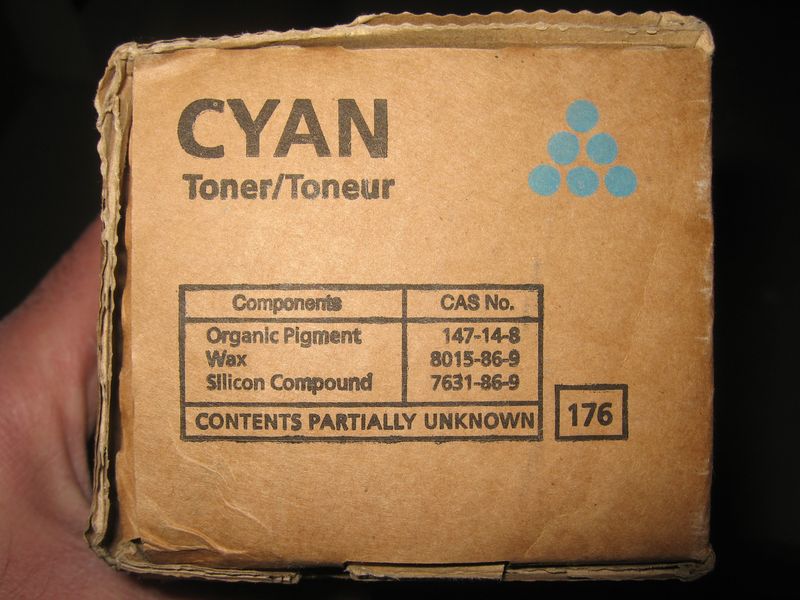 CYAN
Toner/Toneur
Components CAS No.
Organic Pigment 147-14-8
Wax 8015-86-9
Silicon Compound 7631-86-9
CONTENTS PARTIALLY UNKNOWN
176